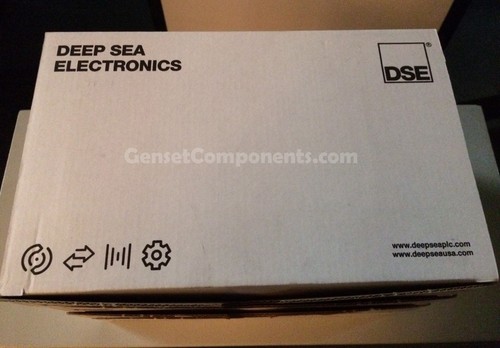 DEEP SEA
ELECTRONICS
DSE®
GensetComponents.com
www.deepseaplc.com
www.deepseausa.com